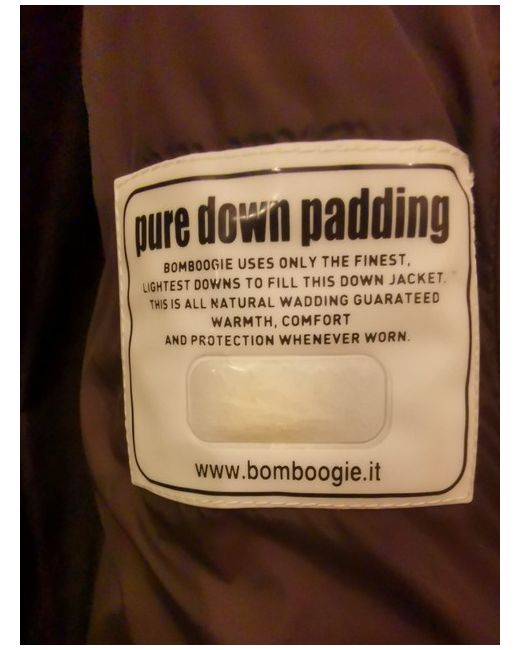 pure down padding
BOMBOOGIE USES ONLY THE FINEST,
LIGHTEST DOWNS TO FILL THIS DOWN JACKET.
THIS IS ALL NATURAL WADDING GUARATEED
WARMTH, COMFORT
AND PROTECTION WHENEVER WORN.
www.bomboogie.it